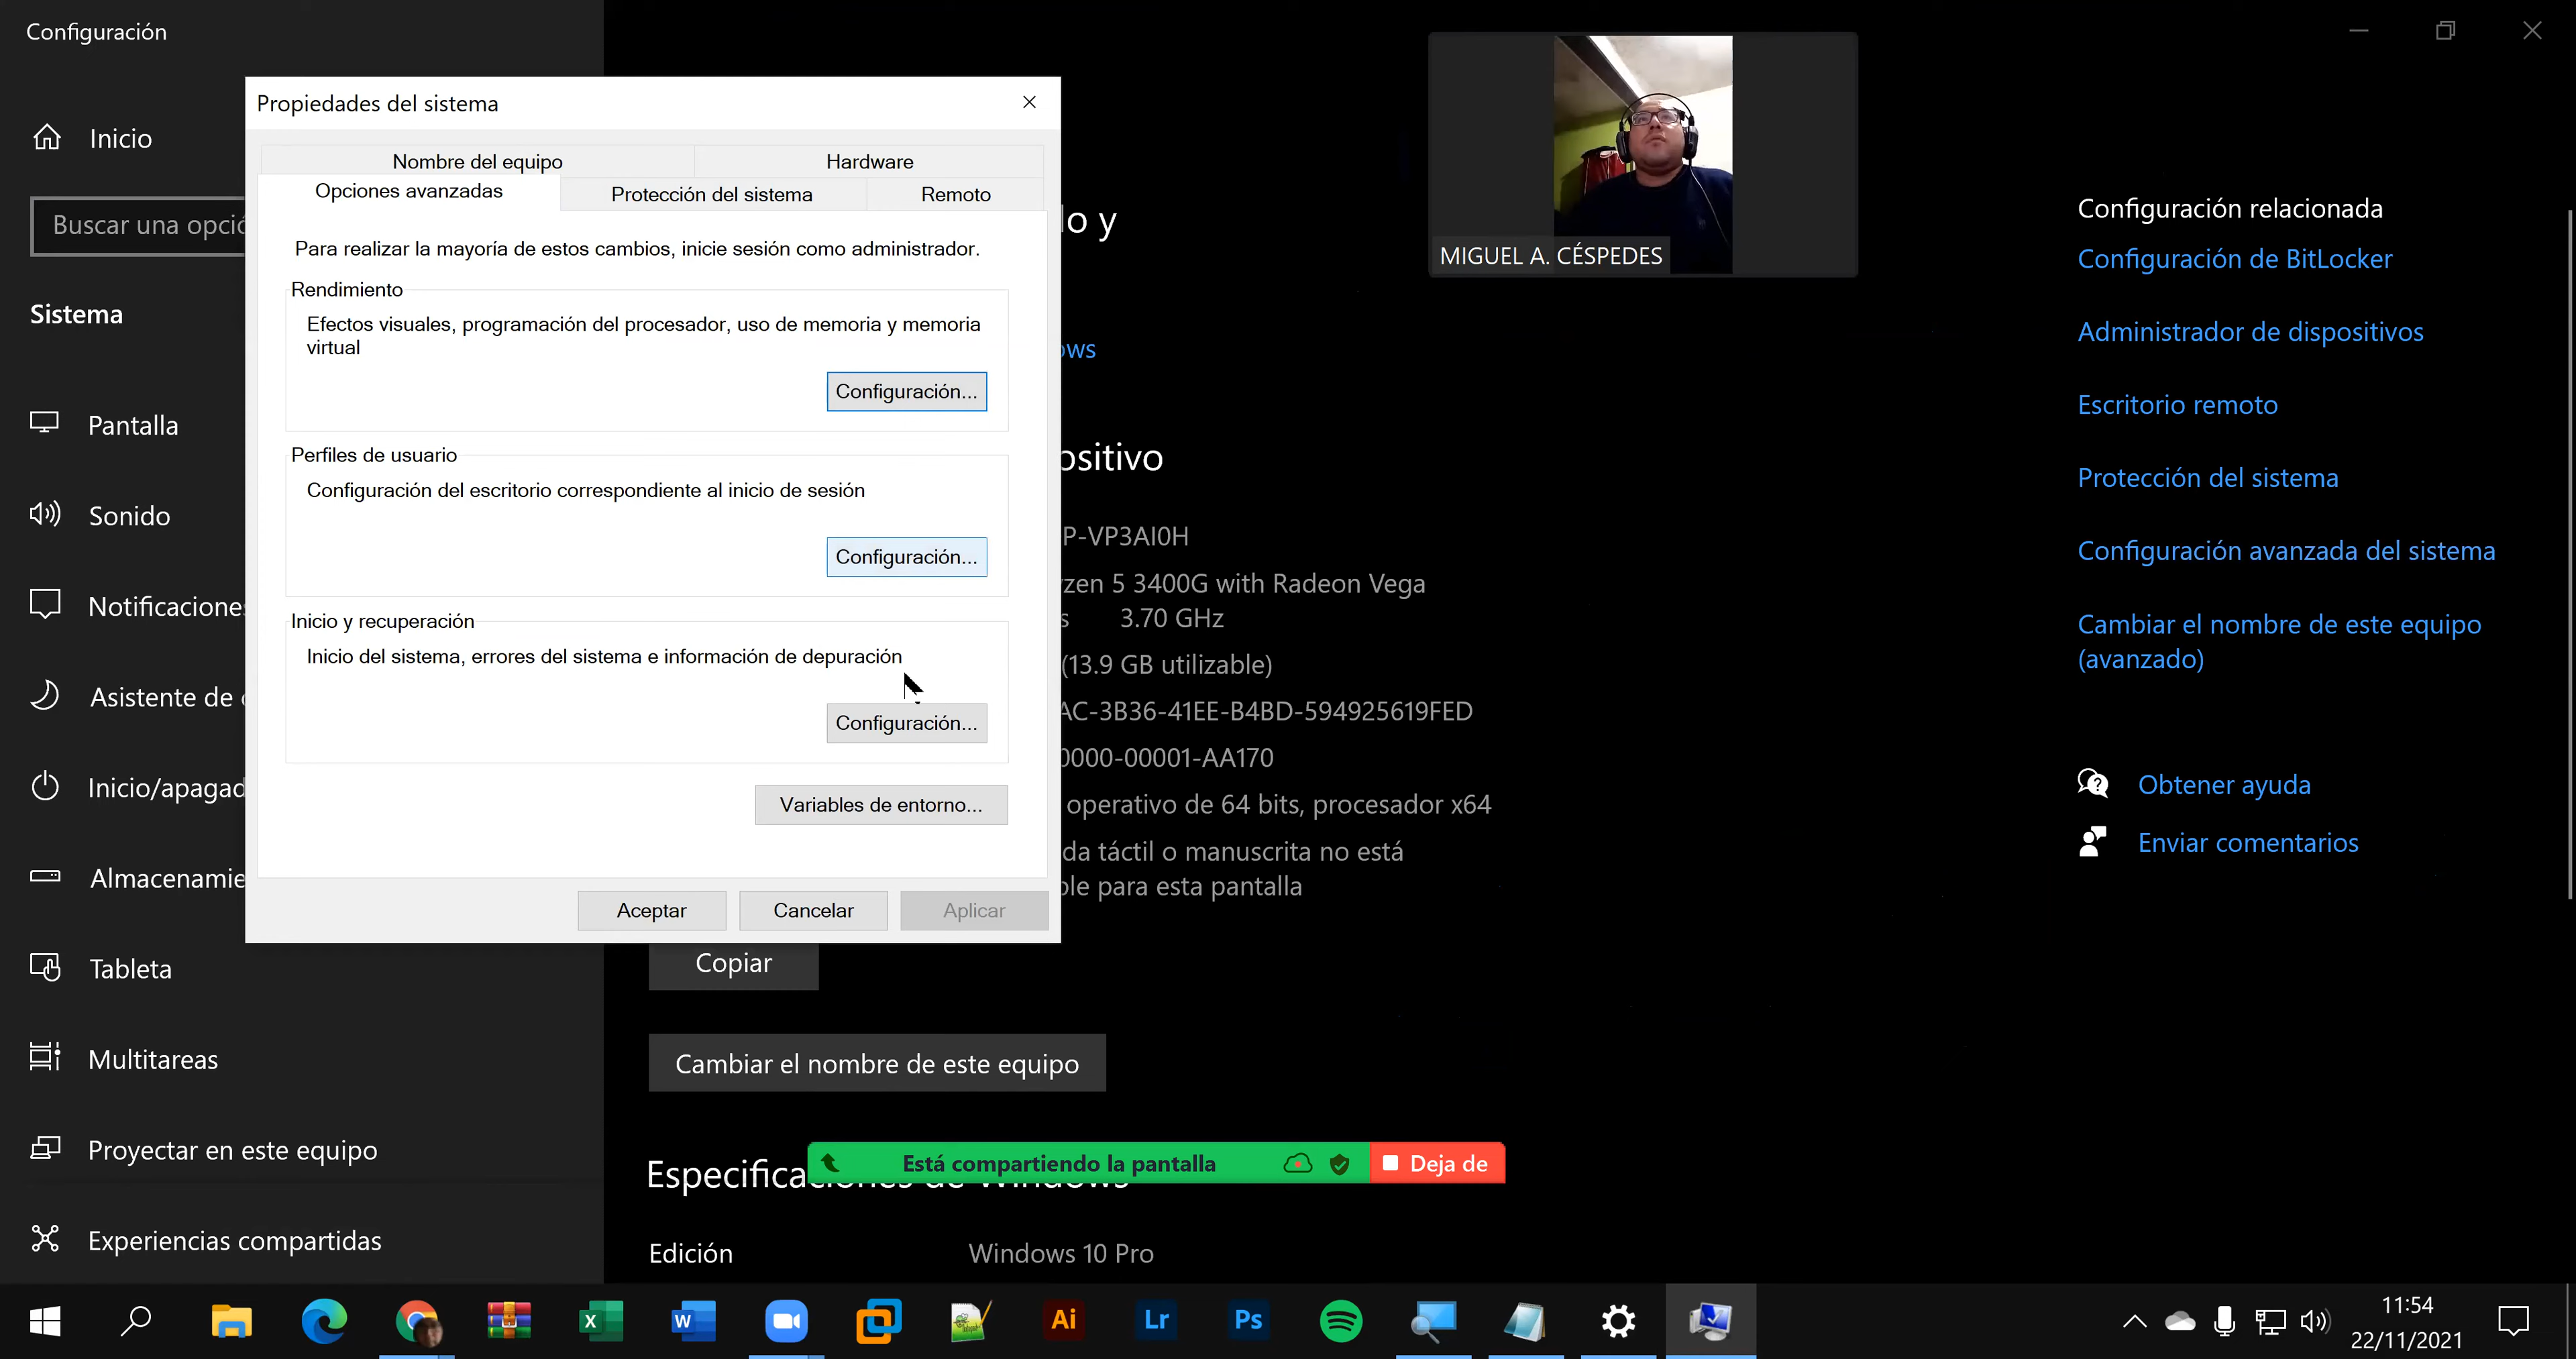 Configuración
Inicio
Buscar una opció
Sistema
Pantalla
Sonido
Notificaciones
Asistente de c
Inicio/apagad
Almacenamie
Tableta
Multitareas
Proyectar en este equipo
Experiencias compartidas
Propiedades del sistema
Nombre del equipo
Hardware
Opciones avanzadas
Protección del sistema
Remoto
Para realizar la mayoría de estos cambios, inicie sesión como administrador.
Rendimiento
Efectos visuales, programación del procesador, uso de memoria y memoria
virtual
Configuración...
Perfiles de usuario
Configuración del escritorio correspondiente al inicio de sesión
Configuración...
Inicio y recuperación
Inicio del sistema, errores del sistema e información de depuración
Configuración...
Variables de entorno...
Aceptar
Cancelar
Aplicar
lo y
ows
ositivo
P-VP3AI0H
zen 5 3400G with Radeon Vega
s 3.70 GHz
(13.9 GB utilizable)
AC-3B36-41EE-B4BD-594925619FED
0000-00001-AA170
operativo de 64 bits, procesador x64
da táctil o manuscrita no está
ble para esta pantalla
Copiar
Cambiar el nombre de este equipo
Está compartiendo la pantalla
Deja de
Especificaciones de Windows
Edición Windows 10 Pro
MIGUEL A. CÉSPEDES
Configuración relacionada
Configuración de BitLocker
Administrador de dispositivos
Escritorio remoto
Protección del sistema
Configuración avanzada del sistema
Cambiar el nombre de este equipo
(avanzado)
Obtener ayuda
Enviar comentarios
Ai
Lr
Ps
11:54
22/11/2021